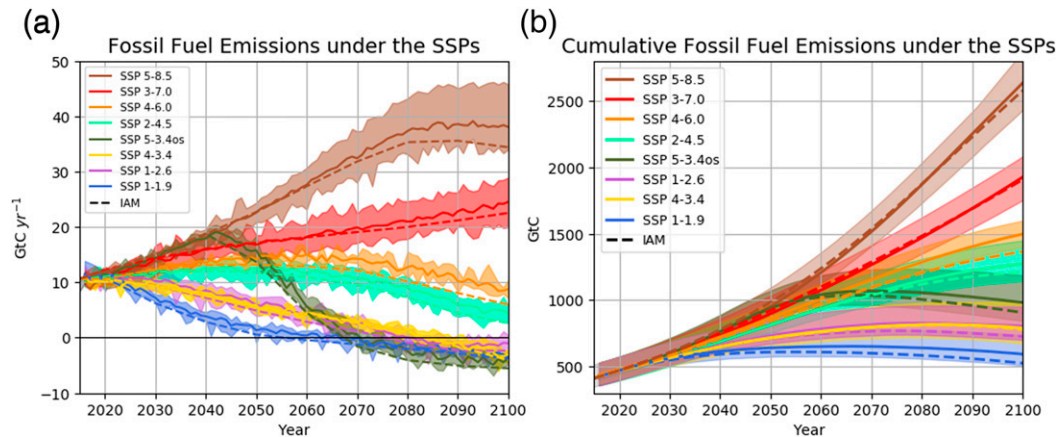 (a)
Fossil Fuel Emissions under the SSPs
50
40
30
20
10
0
−10
GtC yr⁻¹
SSP 5-8.5
SSP 3-7.0
SSP 4-6.0
SSP 2-4.5
SSP 5-3.4os
SSP 4-3.4
SSP 1-2.6
SSP 1-1.9
IAM
2020 2030 2040 2050 2060 2070 2080 2090 2100
Year
(b)
Cumulative Fossil Fuel Emissions under the SSPs
2500
2000
1500
1000
500
GtC
SSP 5-8.5
SSP 3-7.0
SSP 4-6.0
SSP 2-4.5
SSP 5-3.4os
SSP 1-2.6
SSP 4-3.4
SSP 1-1.9
IAM
2020 2030 2040 2050 2060 2070 2080 2090 2100
Year